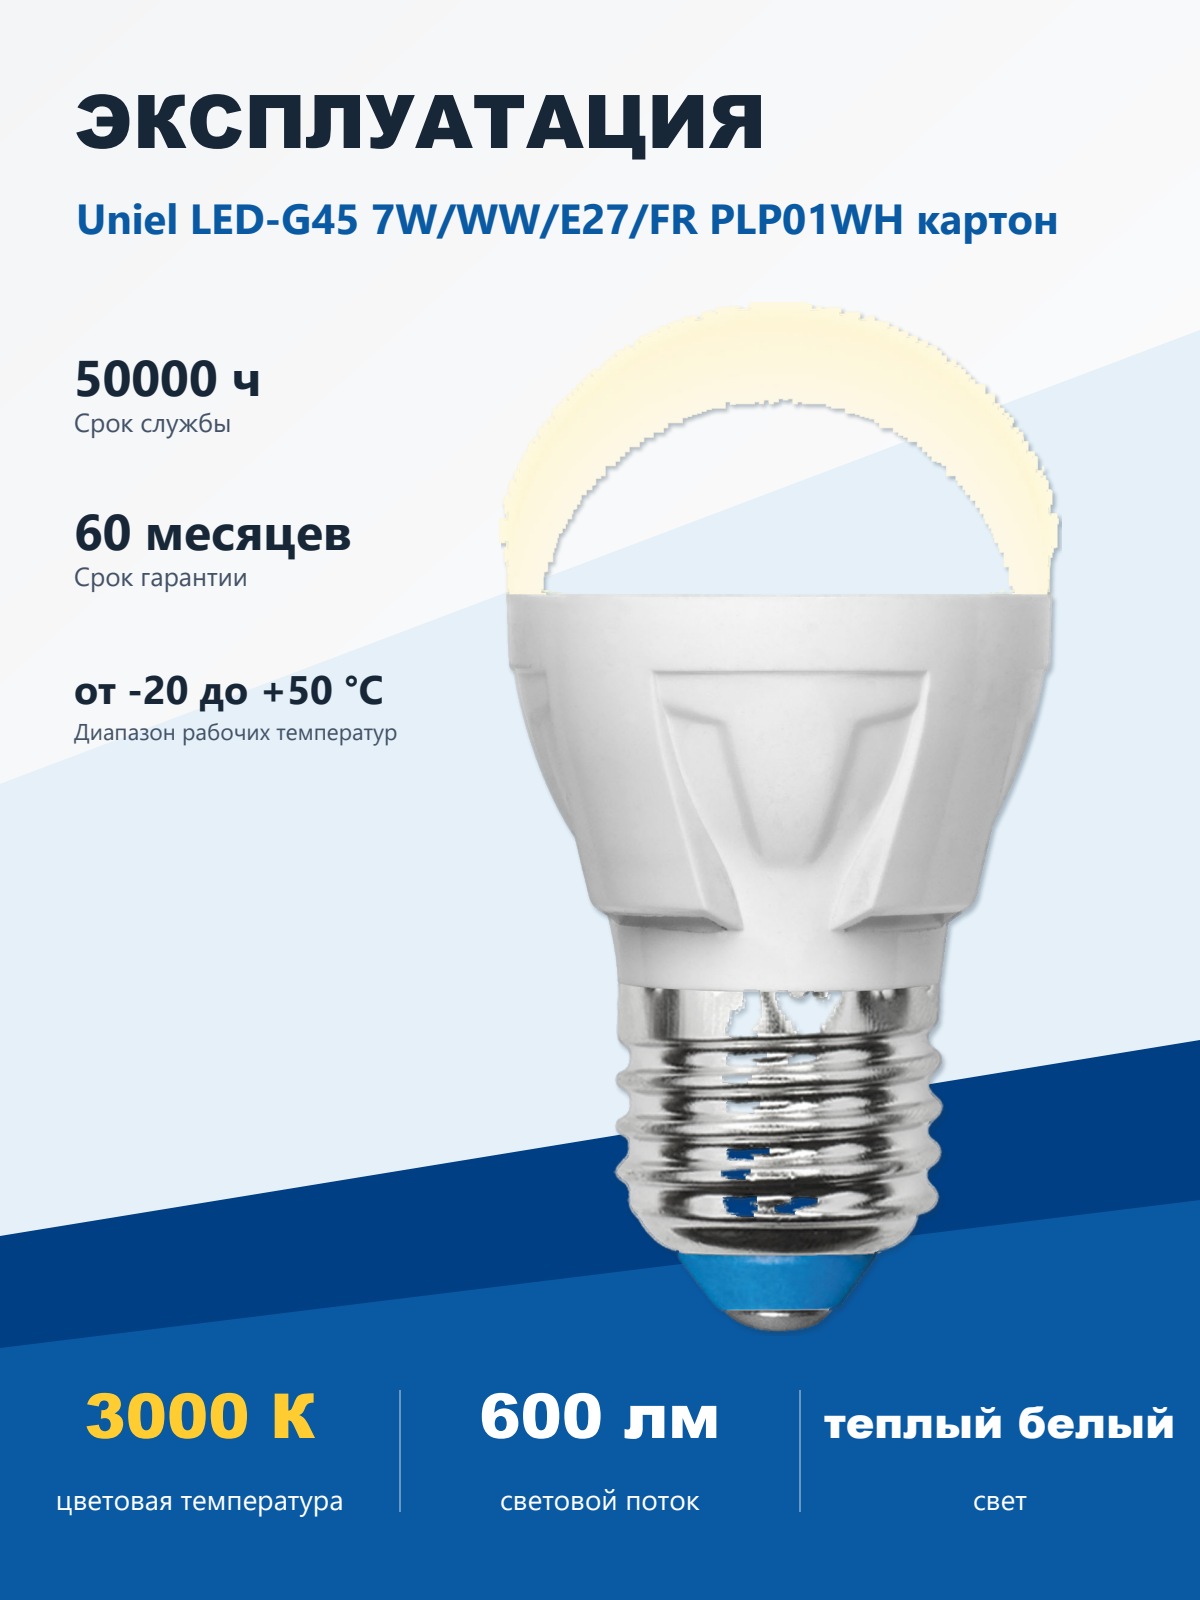 ЭКСПЛУАТАЦИЯ
Uniel LED-G45 7W/WW/E27/FR PLP01WH картон
50000 ч
Срок службы
60 месяцев
Срок гарантии
от -20 до +50 °C
Диапазон рабочих температур
3000 К
цветовая температура
600 лм
световой поток
теплый белый
свет